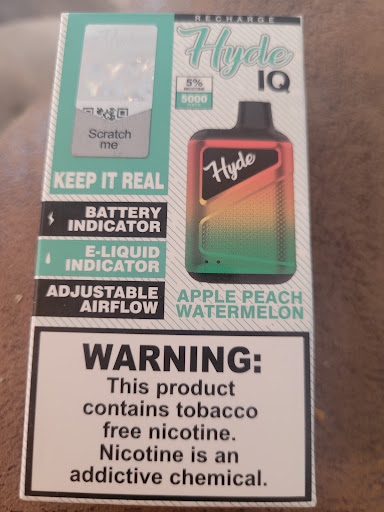 RECHARGE
Hyde
IQ
5%
NICOTINE
5000
Scratch
me
KEEP IT REAL
BATTERY
INDICATOR
E-LIQUID
INDICATOR
ADJUSTABLE
AIRFLOW
Hyde
APPLE PEACH
WATERMELON
WARNING:
This product
contains tobacco
free nicotine.
Nicotine is an
addictive chemical.